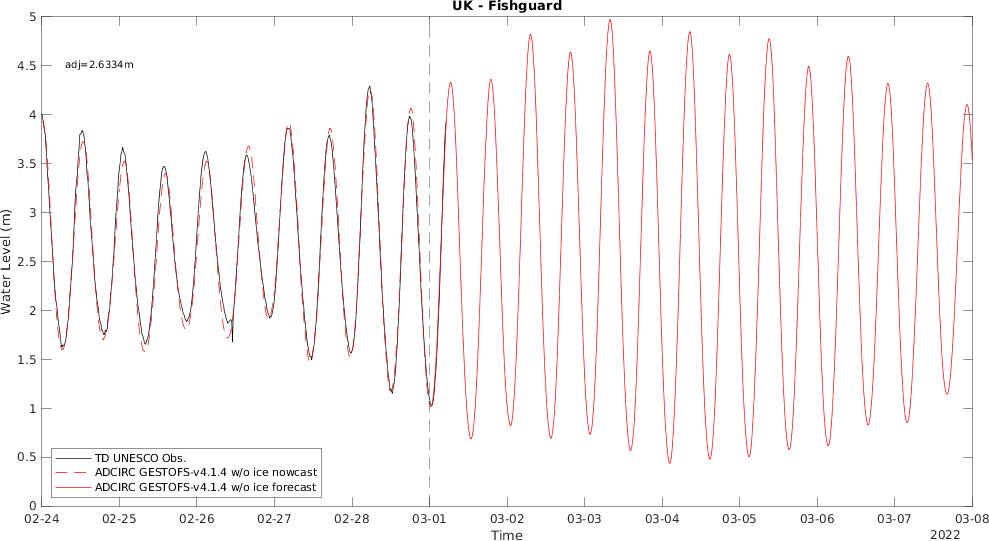 UK - Fishguard
adj=2.6334m
5
4.5
4
3.5
3
2.5
2
1.5
1
0.5
0
Water Level (m)
TD UNESCO Obs.
ADCIRC GESTOFS-v4.1.4 w/o ice nowcast
ADCIRC GESTOFS-v4.1.4 w/o ice forecast
02-24 02-25 02-26 02-27 02-28 03-01 03-02 03-03 03-04 03-05 03-06 03-07 03-08
Time
2022